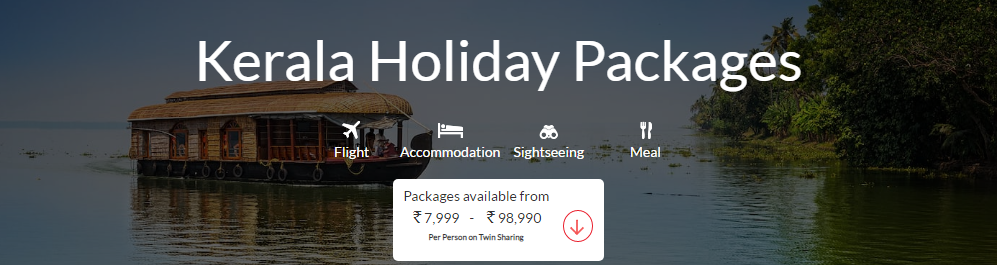 Kerala Holiday Packages
Flight Accommodation Sightseeing Meal
Packages available from
₹ 7,999 - ₹ 98,990
Per Person on Twin Sharing